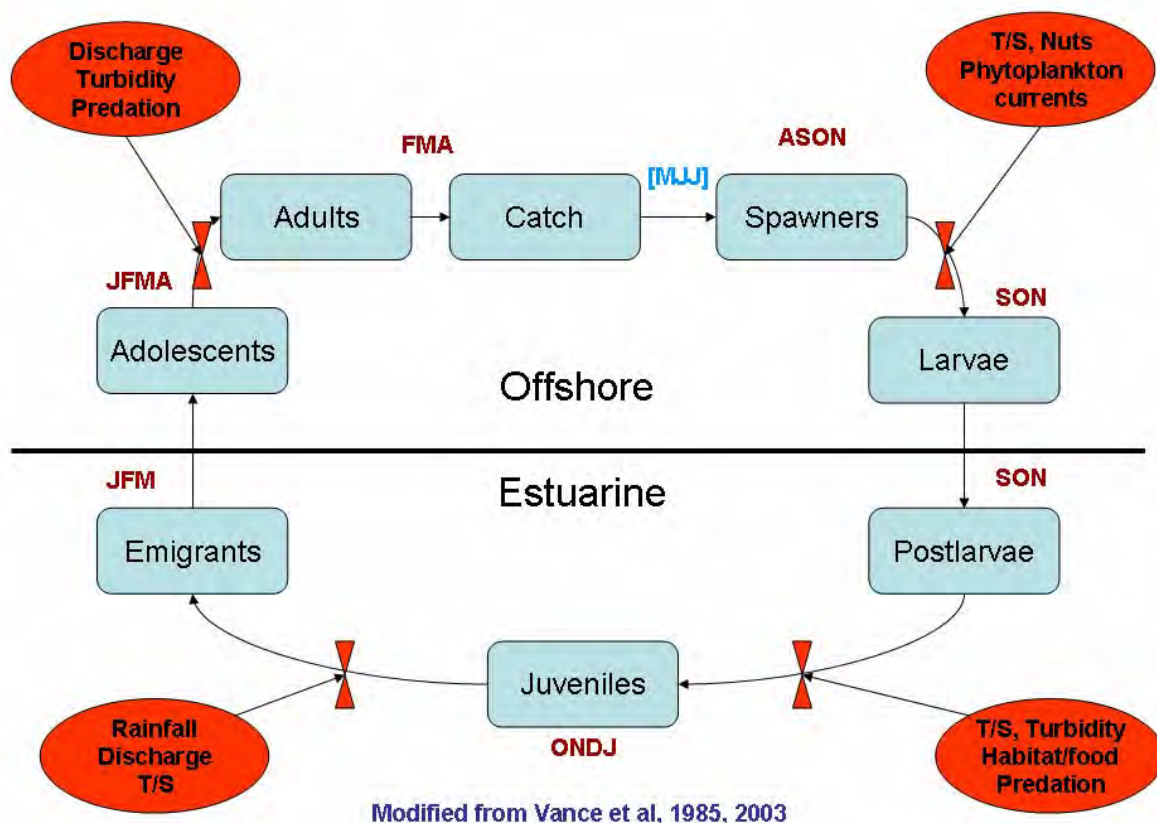 Discharge
Turbidity
Predation
T/S, Nuts
Phytoplankton
currents
FMA
[MJJ]
ASON
Adults
Catch
Spawners
JFMA
SON
Adolescents
Larvae
Offshore
Estuarine
JFM
SON
Emigrants
Postlarvae
Juveniles
ONDJ
Rainfall
Discharge
T/S
T/S, Turbidity
Habitat/food
Predation
Modified from Vance et al, 1985, 2003